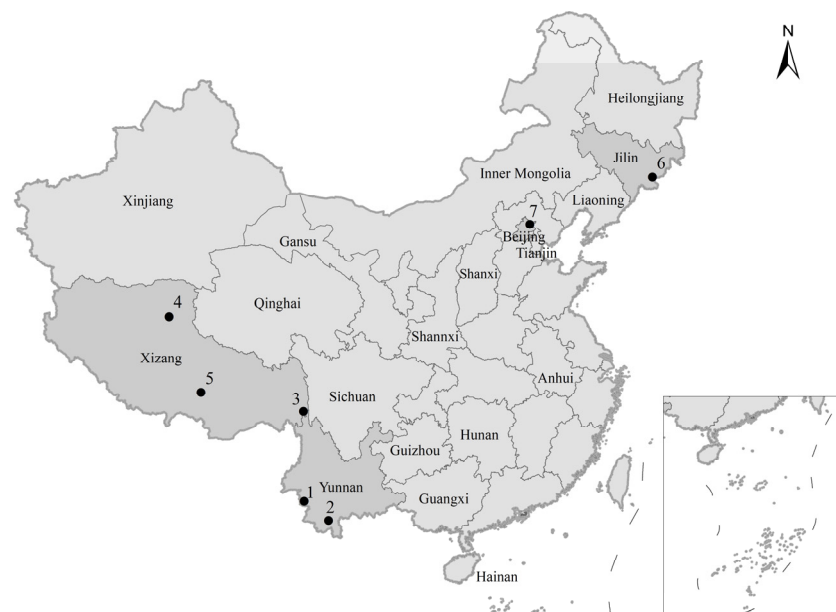 N
Heilongjiang
Jilin
6
Inner Mongolia
Xinjiang
Liaoning
7
Gansu
Beijing
Tianjin
Shanxi
4
Qinghai
Shannxi
Xizang
5
Anhui
3
Sichuan
Hunan
Guizhou
1
Yunnan
Guangxi
2
Hainan